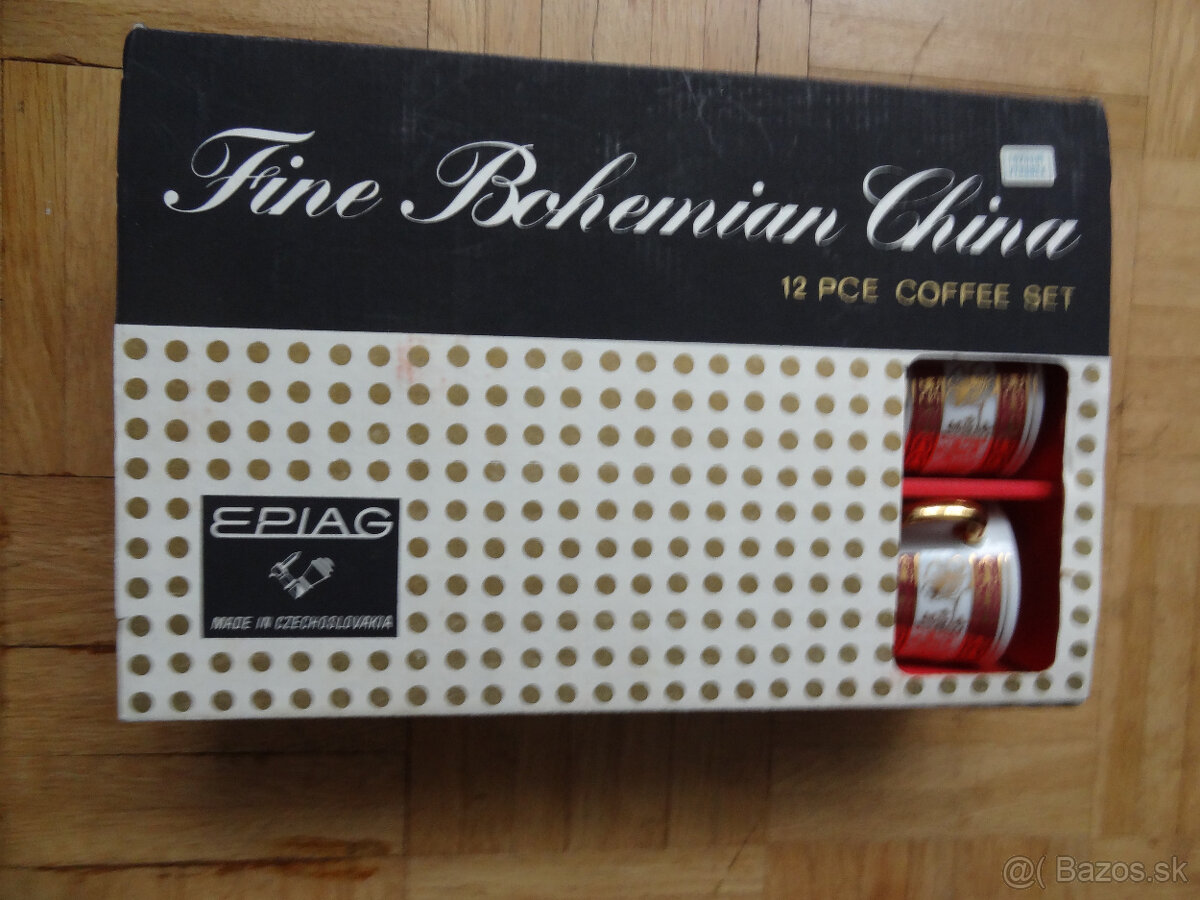 Fine Bohemian China
12 PCE COFFEE SET
EPIAG
MADE IN CZECHOSLOVAKIA
@( Bazos.sk